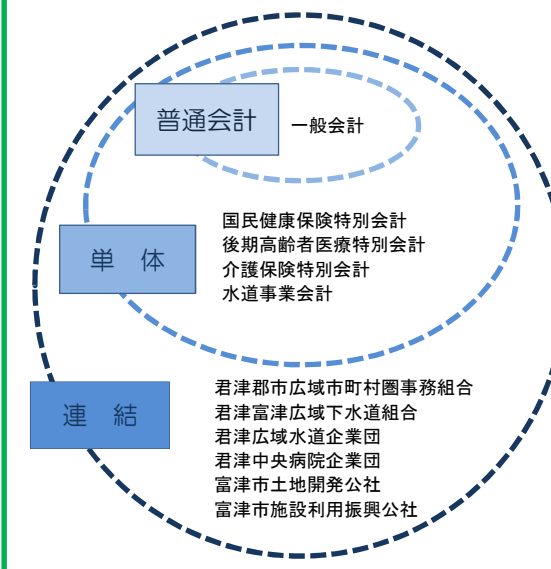 普通会計
一般会計
単 体
国民健康保険特別会計
後期高齢者医療特別会計
介護保険特別会計
水道事業会計
連 結
君津郡市広域市町村圏事務組合
君津富津広域下水道組合
君津広域水道企業団
君津中央病院企業団
富津市土地開発公社
富津市施設利用振興公社